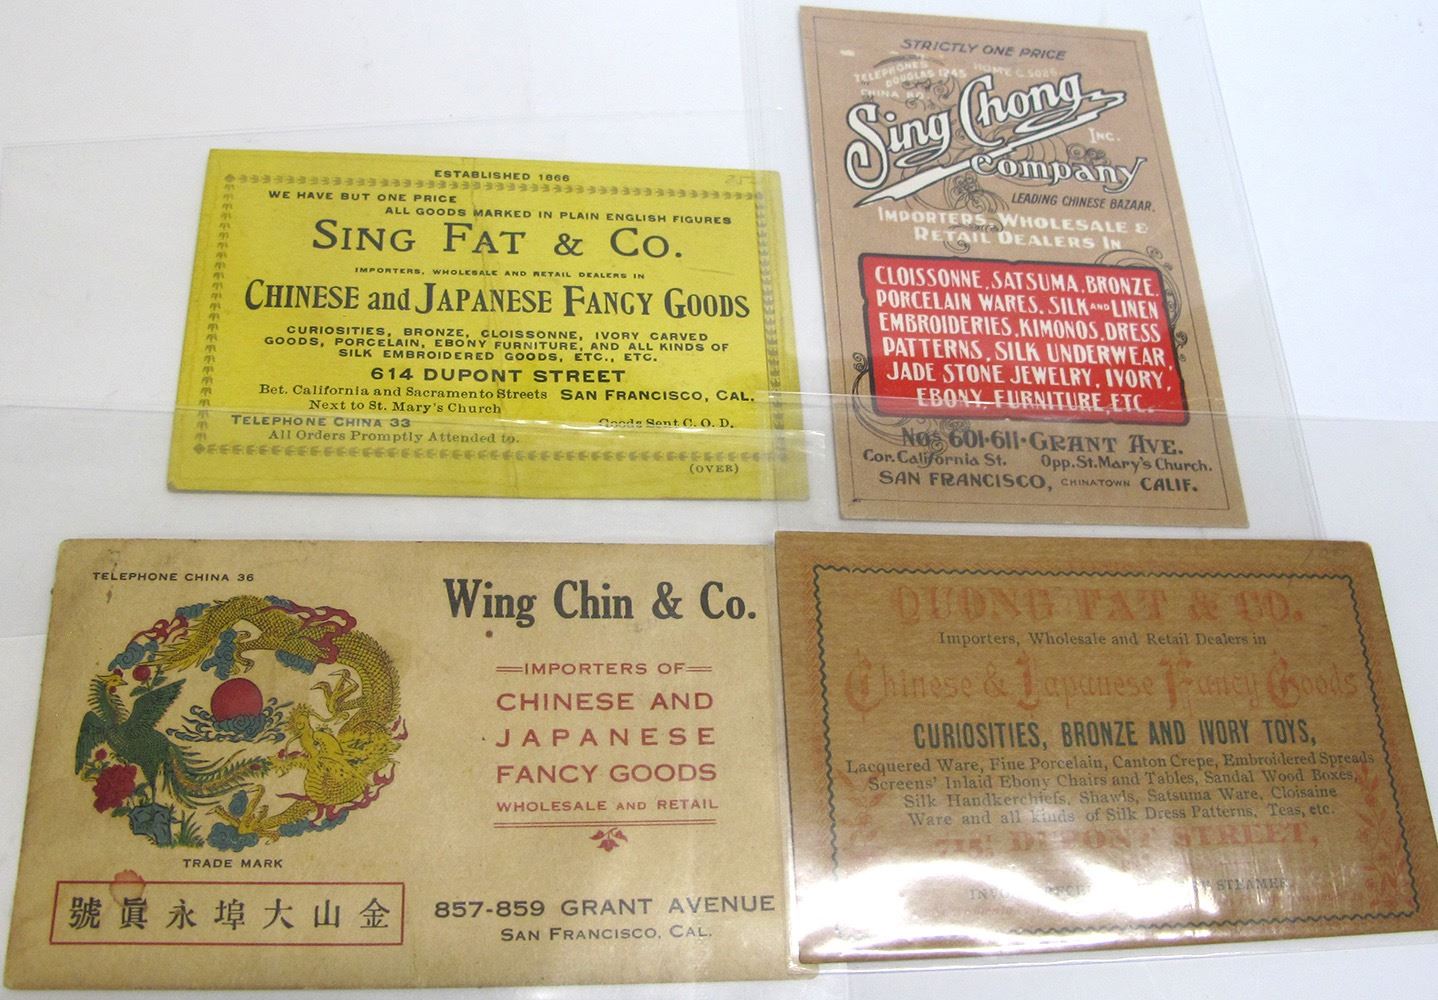 ESTABLISHED 1866
WE HAVE BUT ONE PRICE
ALL GOODS MARKED IN PLAIN ENGLISH FIGURES
SING FAT & CO.
IMPORTERS, WHOLESALE AND RETAIL DEALERS IN
CHINESE and JAPANESE FANCY GOODS
CURIOSITIES, BRONZE, CLOISSONNE, IVORY CARVED
GOODS, PORCELAIN, EBONY FURNITURE, AND ALL KINDS OF
SILK EMBROIDERED GOODS, ETC., ETC.
614 DUPONT STREET
Bet. California and Sacramento Streets SAN FRANCISCO, CAL.
Next to St. Mary's Church
TELEPHONE CHINA 33 Goods Sent C. O. D.
All Orders Promptly Attended to.
(OVER)
STRICTLY ONE PRICE
TELEPHONES HOME C. 5085
DOUGLAS 1245
CHINA
Sing Chong
Company INC.
LEADING CHINESE BAZAAR.
IMPORTERS, WHOLESALE &
RETAIL DEALERS IN
CLOISSONNE, SATSUMA, BRONZE,
PORCELAIN WARES, SILK AND LINEN
EMBROIDERIES, KIMONOS, DRESS
PATTERNS, SILK UNDERWEAR,
JADE STONE JEWELRY, IVORY,
EBONY, FURNITURE, ETC.
Nos 601-611 GRANT AVE.
Cor. California St. Opp. St. Mary's Church.
SAN FRANCISCO, CHINATOWN CALIF.
TELEPHONE CHINA 36
TRADE MARK
金山大埠永眞號
Wing Chin & Co.
IMPORTERS OF
CHINESE AND
JAPANESE
FANCY GOODS
WHOLESALE AND RETAIL
857-859 GRANT AVENUE
SAN FRANCISCO, CAL.
QUONG FAT & CO.
Importers, Wholesale and Retail Dealers in
Chinese & Japanese Fancy Goods
CURIOSITIES, BRONZE AND IVORY TOYS,
Lacquered Ware, Fine Porcelain, Canton Crepe, Embroidered Spreads
Screens' Inlaid Ebony Chairs and Tables, Sandal Wood Boxes,
Silk Handkerchiefs, Shawls, Satsuma Ware, Cloisaine
Ware and all kinds of Silk Dress Patterns, Teas, etc.
DUPONT STREET,
STEAMER.